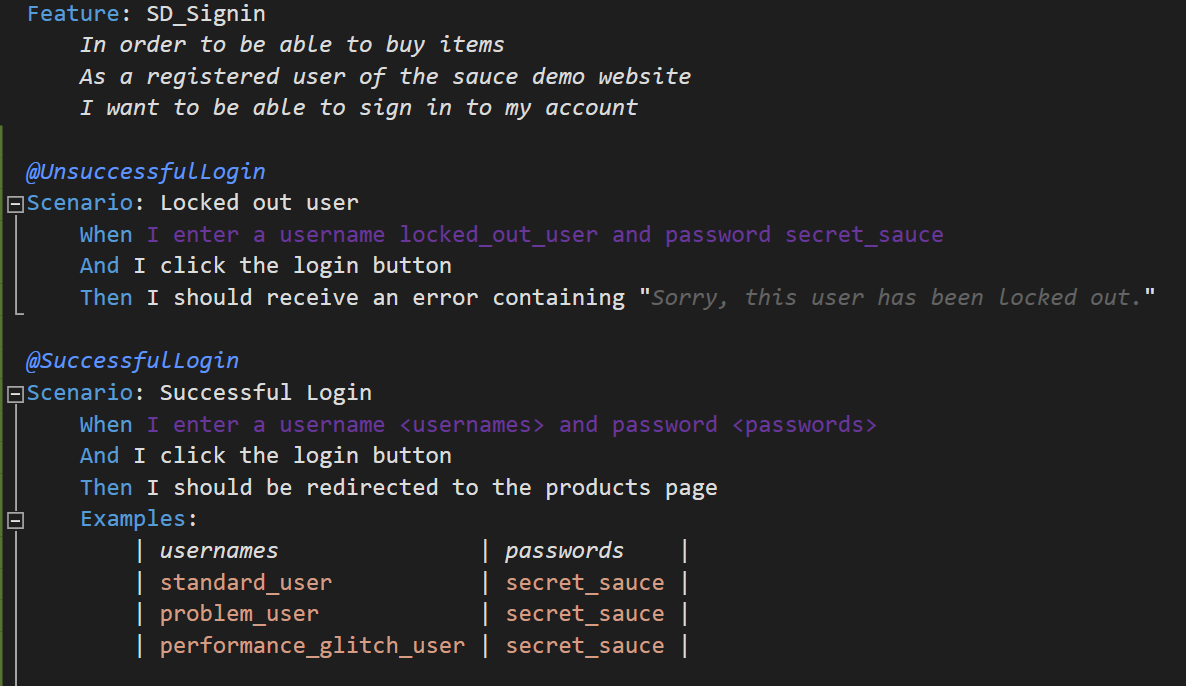 Feature: SD_Signin
In order to be able to buy items
As a registered user of the sauce demo website
I want to be able to sign in to my account
@UnsuccessfulLogin
Scenario: Locked out user
When I enter a username locked_out_user and password secret_sauce
And I click the login button
Then I should receive an error containing "Sorry, this user has been locked out."
@SuccessfulLogin
Scenario: Successful Login
When I enter a username <usernames> and password <passwords>
And I click the login button
Then I should be redirected to the products page
Examples:
| usernames | passwords |
| standard_user | secret_sauce |
| problem_user | secret_sauce |
| performance_glitch_user | secret_sauce |